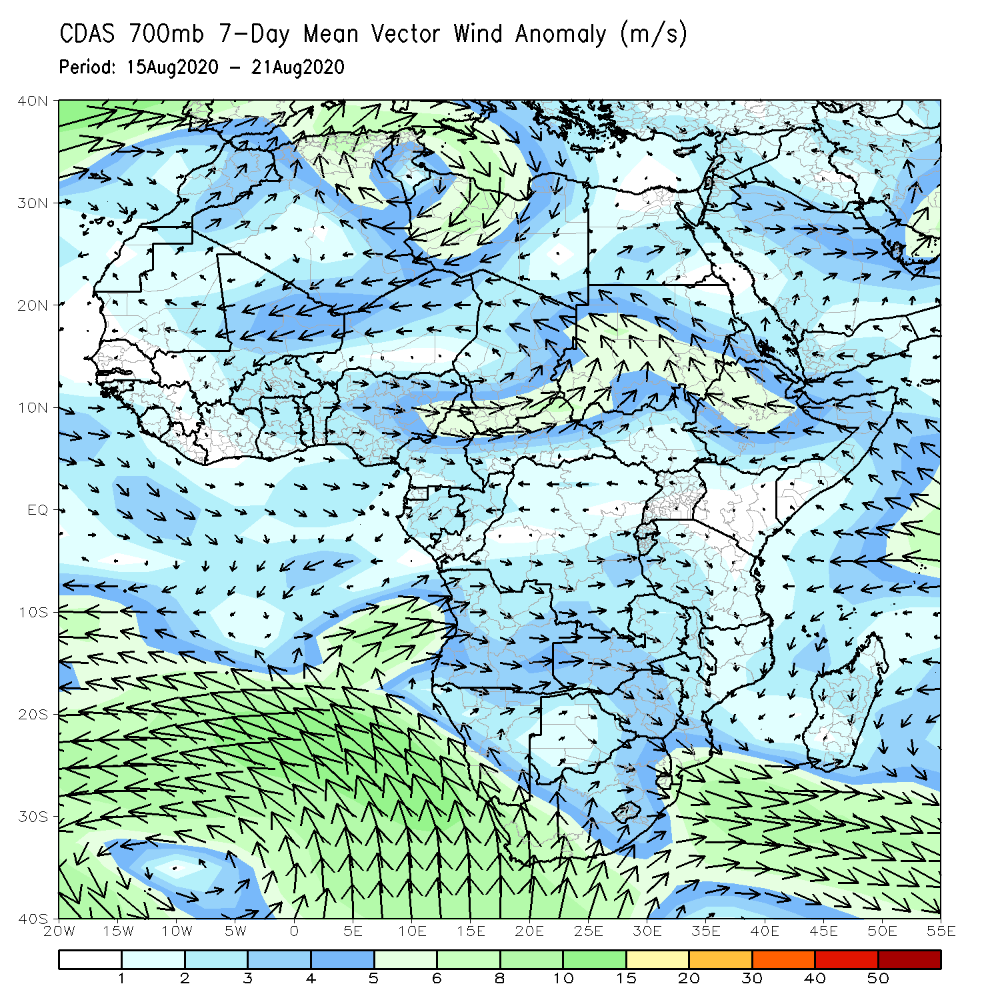 CDAS 700mb 7-Day Mean Vector Wind Anomaly (m/s)
Period: 15Aug2020 - 21Aug2020
40N
30N
20N
10N
EQ
10S
20S
30S
40S
20W 15W 10W 5W 0 5E 10E 15E 20E 25E 30E 35E 40E 45E 50E 55E
1 2 3 4 5 6 8 10 15 20 30 40 50